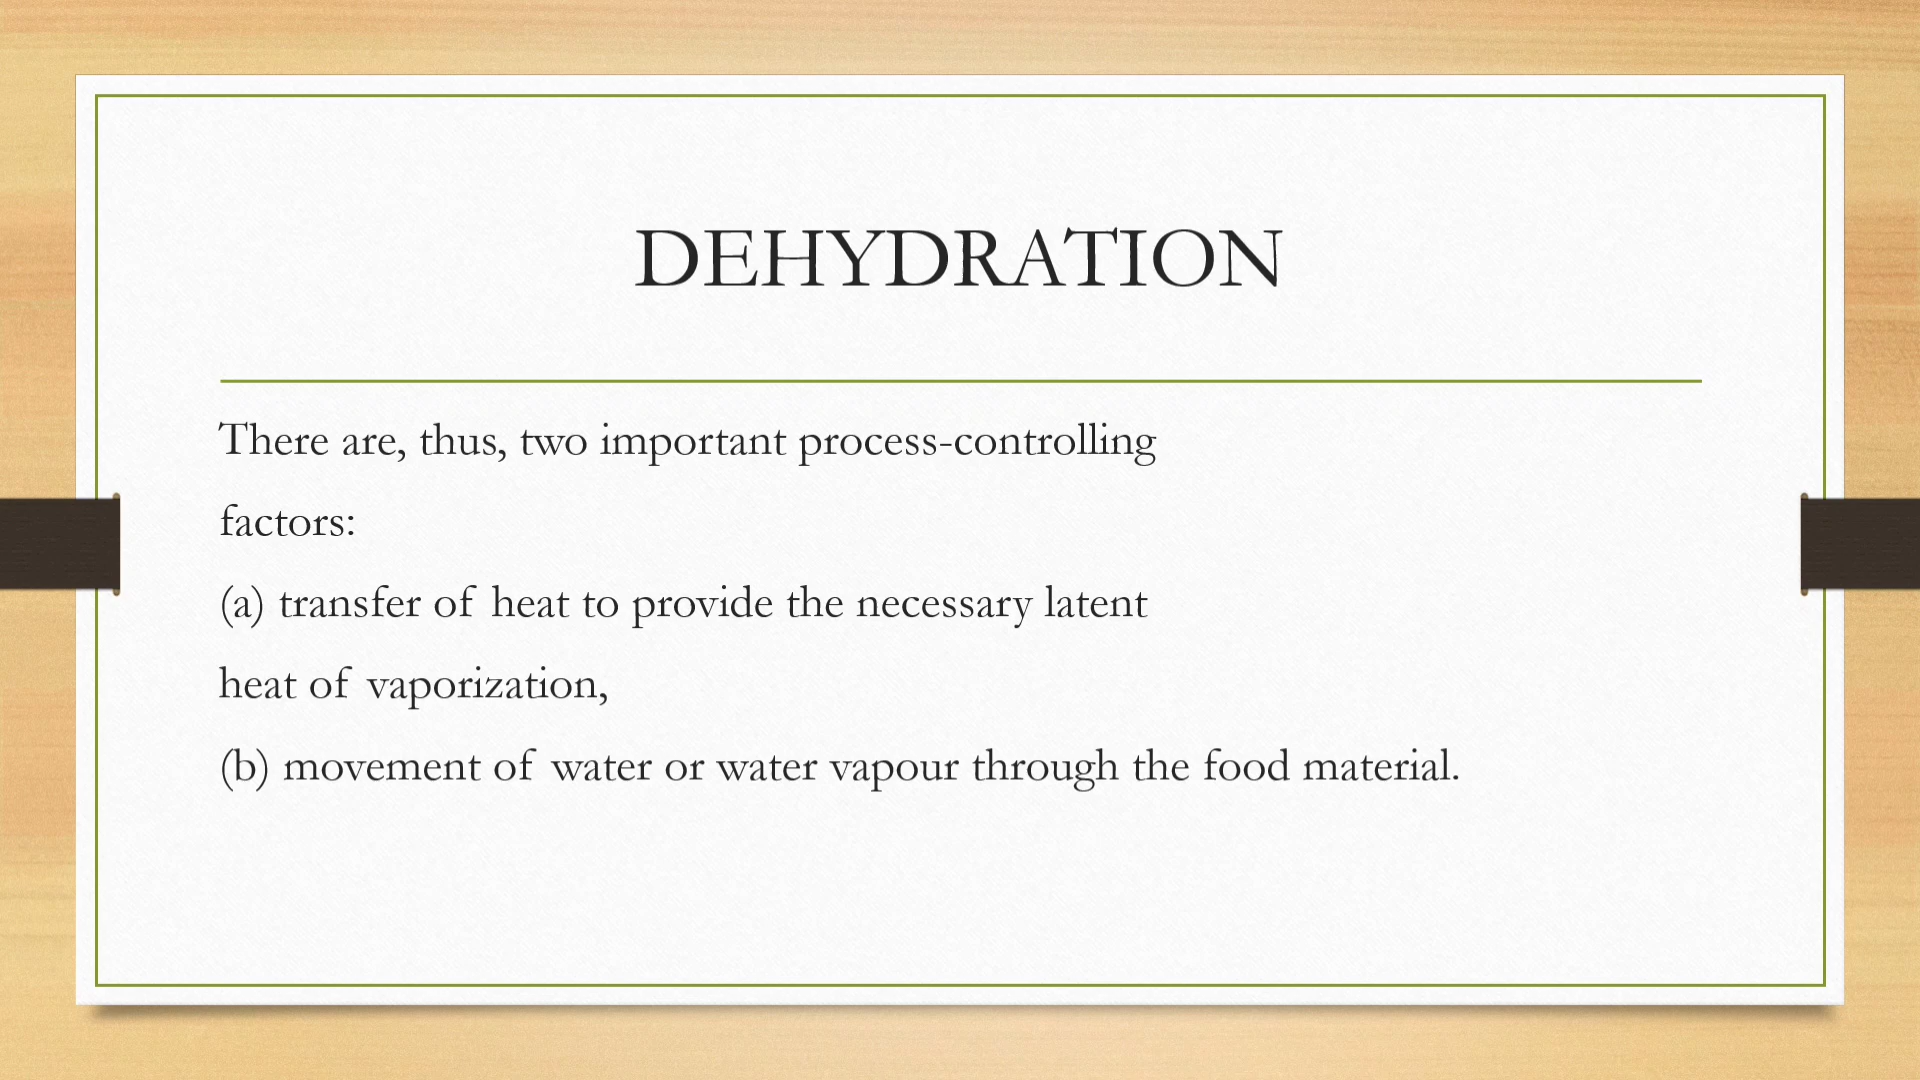 DEHYDRATION
There are, thus, two important process-controlling
factors:
(a) transfer of heat to provide the necessary latent
heat of vaporization,
(b) movement of water or water vapour through the food material.